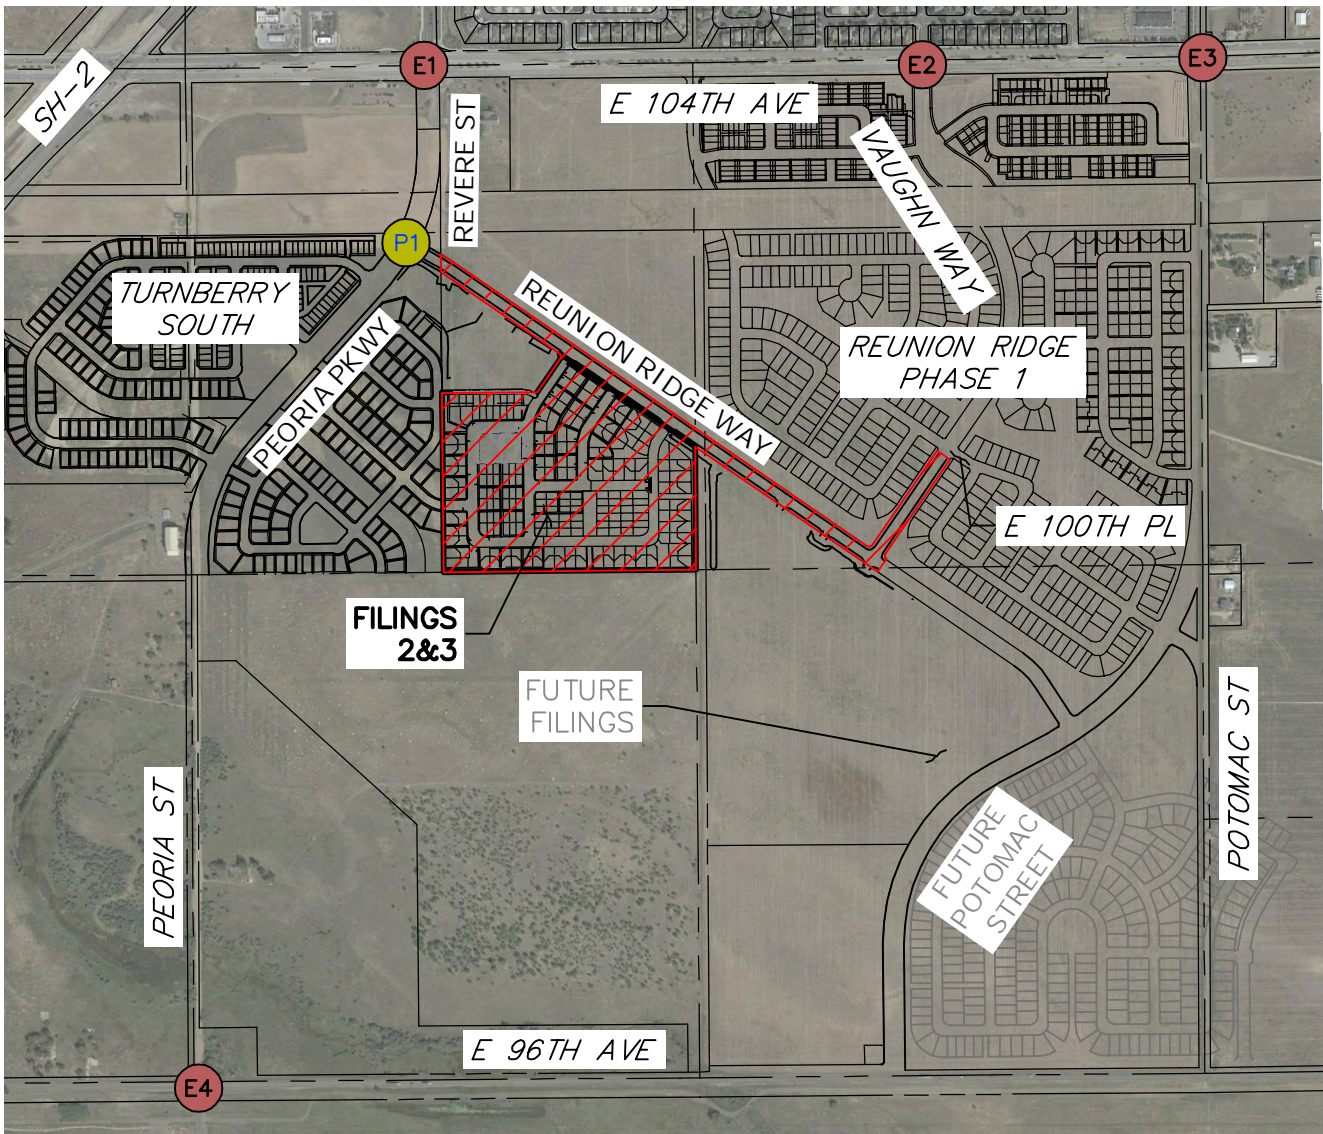 E1
E2
E3
SH-2
E 104TH AVE
REVERE ST
VAUGHN WAY
P1
TURNBERRY
SOUTH
REUNION RIDGE WAY
PEORIA PKWY
REUNION RIDGE
PHASE 1
E 100TH PL
FILINGS
2&3
FUTURE
FILINGS
POTOMAC ST
PEORIA ST
FUTURE
POTOMAC
STREET
E 96TH AVE
E4